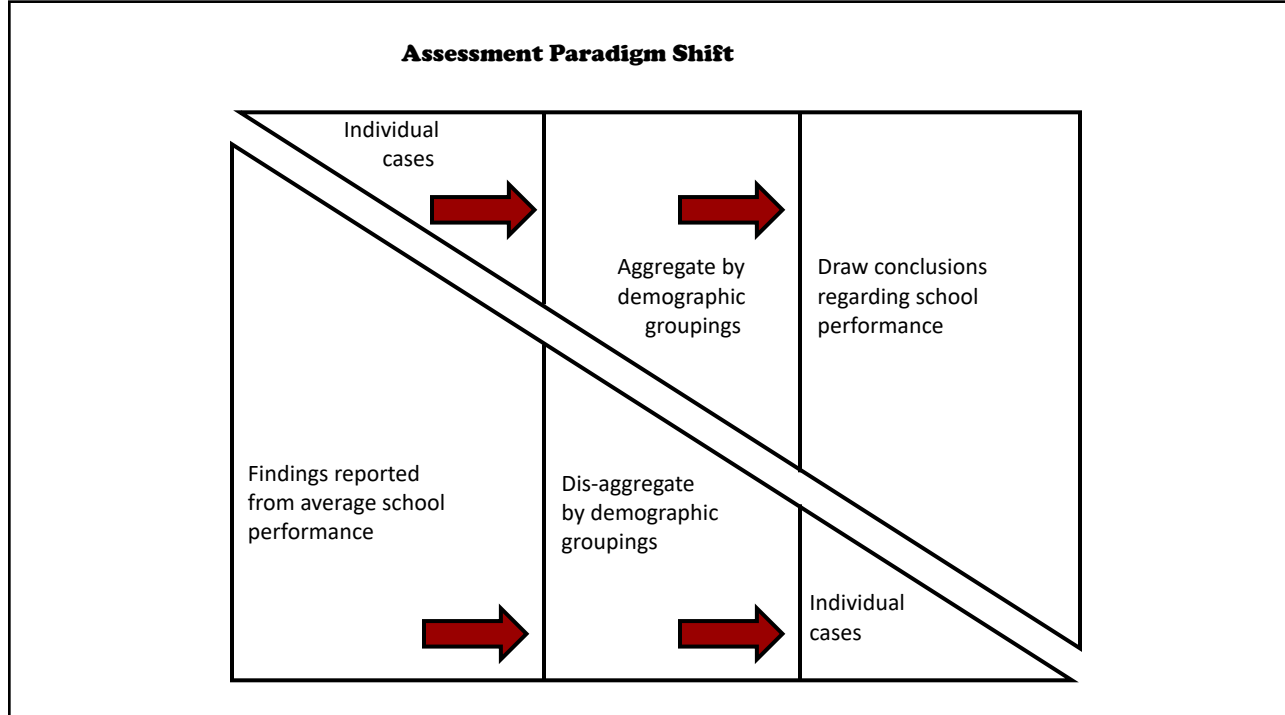 Assessment Paradigm Shift
Individual
cases
Aggregate by
demographic
groupings
Draw conclusions
regarding school
performance
Findings reported
from average school
performance
Dis-aggregate
by demographic
groupings
Individual
cases